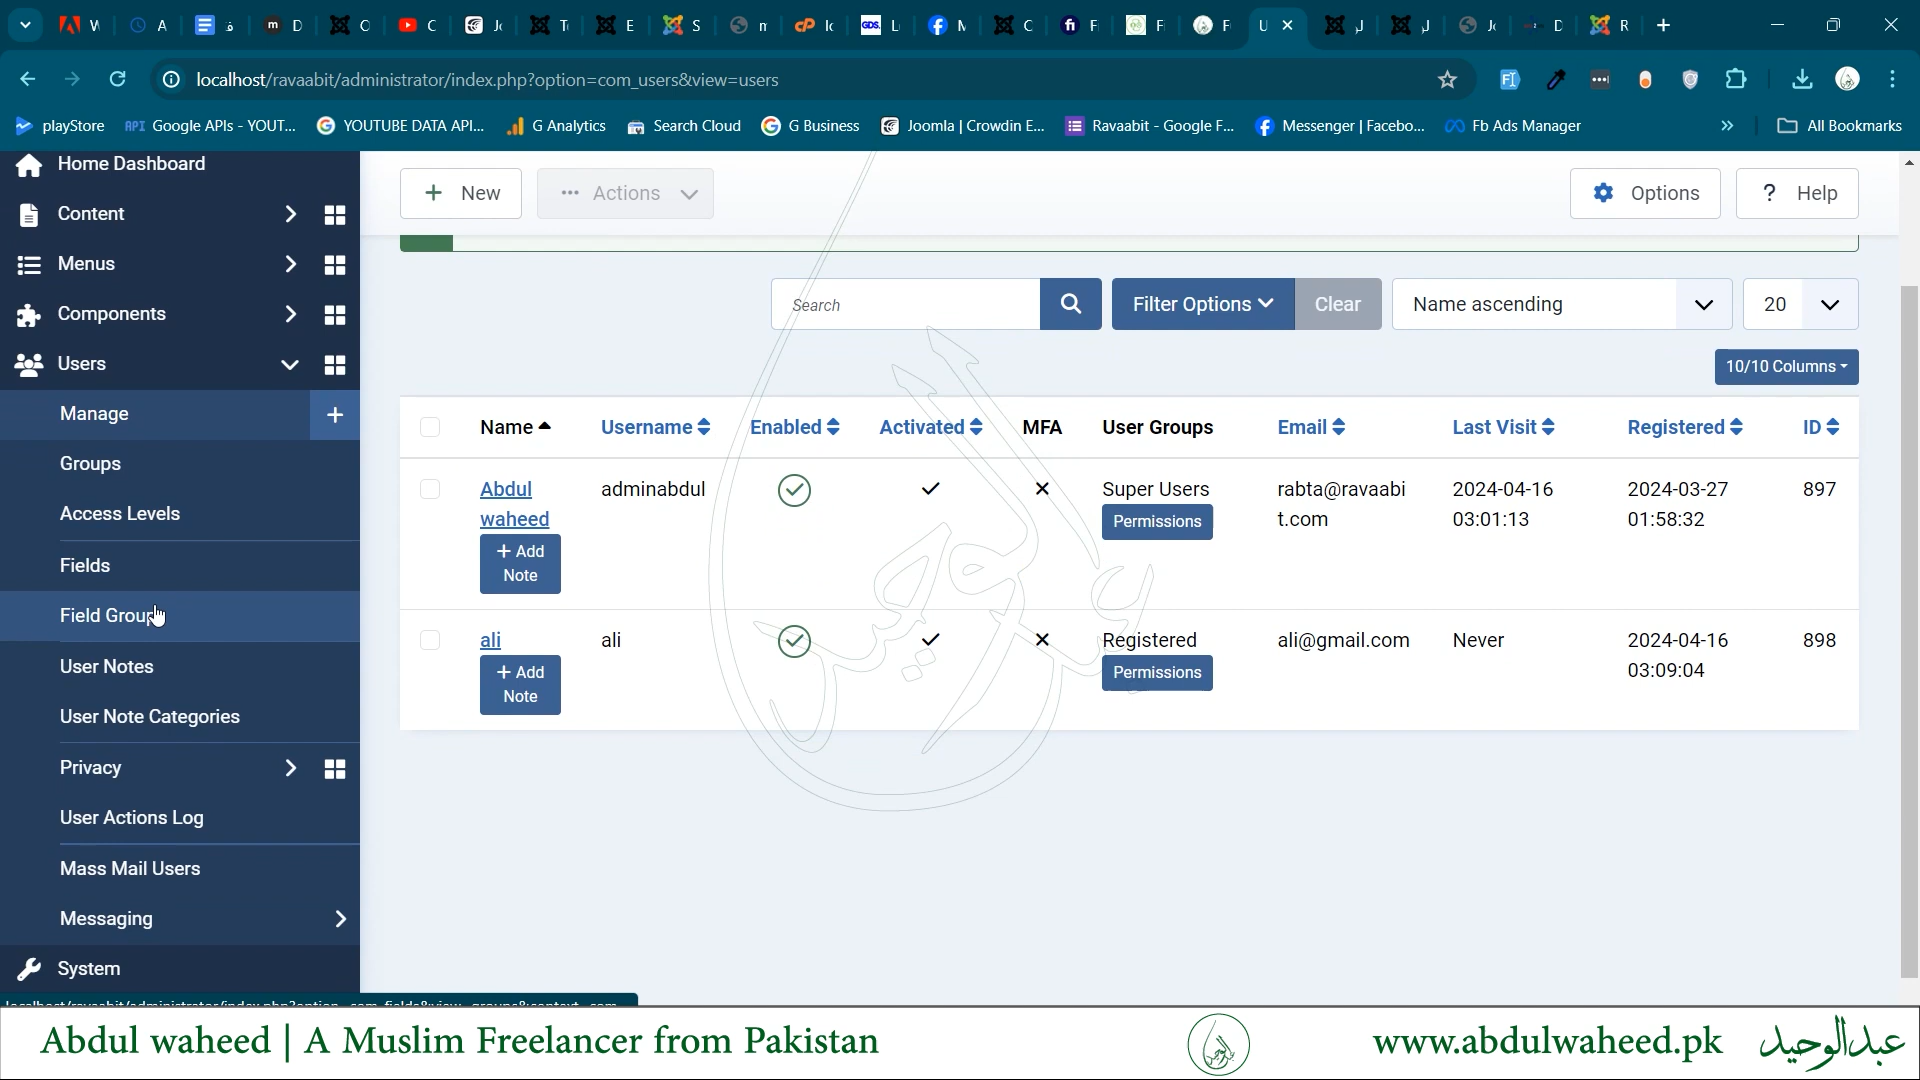 localhost/ravaabit/administrator/index.php?option=com_users&view=users
playStore
Google APIs - YOUT...
YOUTUBE DATA API...
G Analytics
Search Cloud
G Business
Joomla | Crowdin E...
Ravaabit - Google F...
Messenger | Facebo...
Fb Ads Manager
All Bookmarks
Home Dashboard
Content
Menus
Components
Users
Manage
Groups
Access Levels
Fields
Field Group
User Notes
User Note Categories
Privacy
User Actions Log
Mass Mail Users
Messaging
System
New
Actions
Options
Help
Search
Filter Options
Clear
Name ascending
20
10/10 Columns
Name Username Enabled Activated MFA User Groups Email Last Visit Registered ID
Abdul adminabdul Super Users rabta@ravaabi 2024-04-16 2024-03-27 897
waheed Permissions t.com 03:01:13 01:58:32
+ Add
Note
ali ali Registered ali@gmail.com Never 2024-04-16 898
+ Add Permissions 03:09:04
Note
Abdul waheed | A Muslim Freelancer from Pakistan
www.abdulwaheed.pk
عبدالوحید